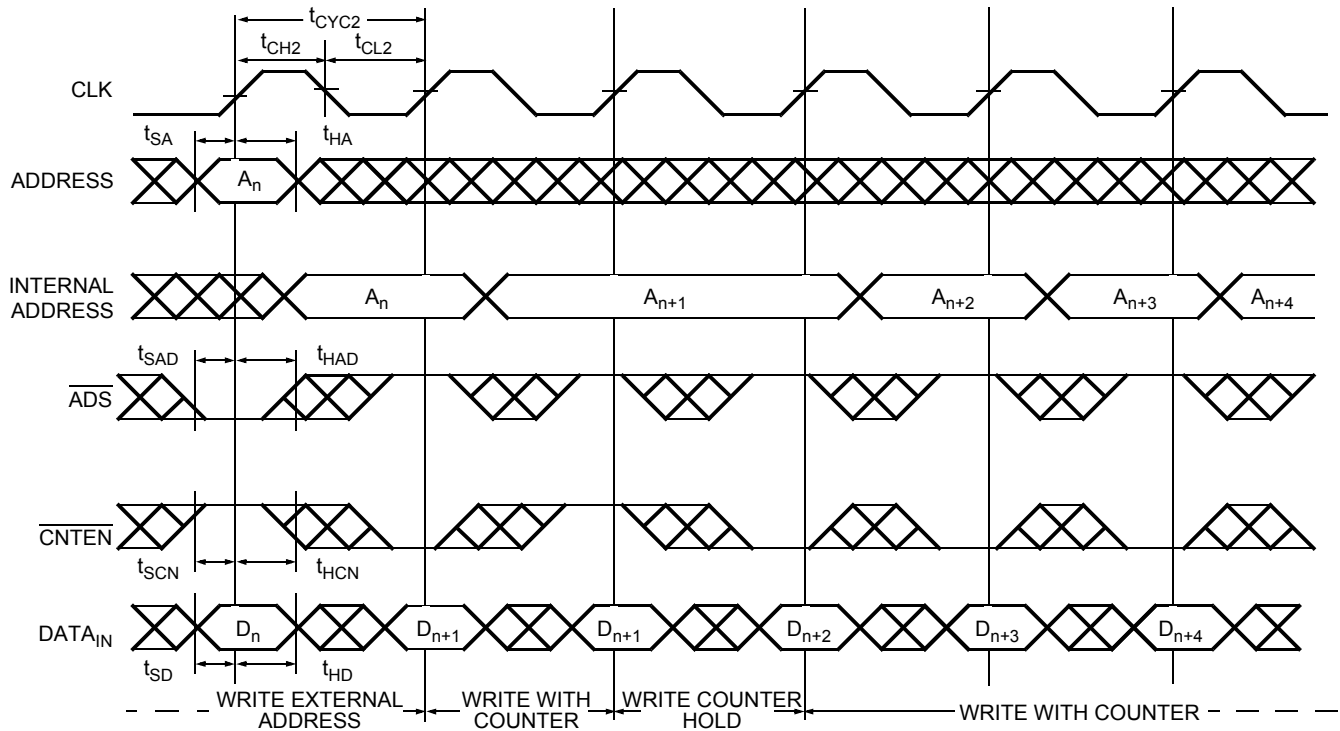 tCYC2
tCH2 tCL2
CLK
tSA tHA
ADDRESS An
INTERNAL ADDRESS An An+1 An+2 An+3 An+4
tSAD tHAD
ADS
CNTEN
tSCN tHCN
DATAIN Dn Dn+1 Dn+1 Dn+2 Dn+3 Dn+4
tSD tHD
WRITE EXTERNAL ADDRESS
WRITE WITH COUNTER
WRITE COUNTER HOLD
WRITE WITH COUNTER